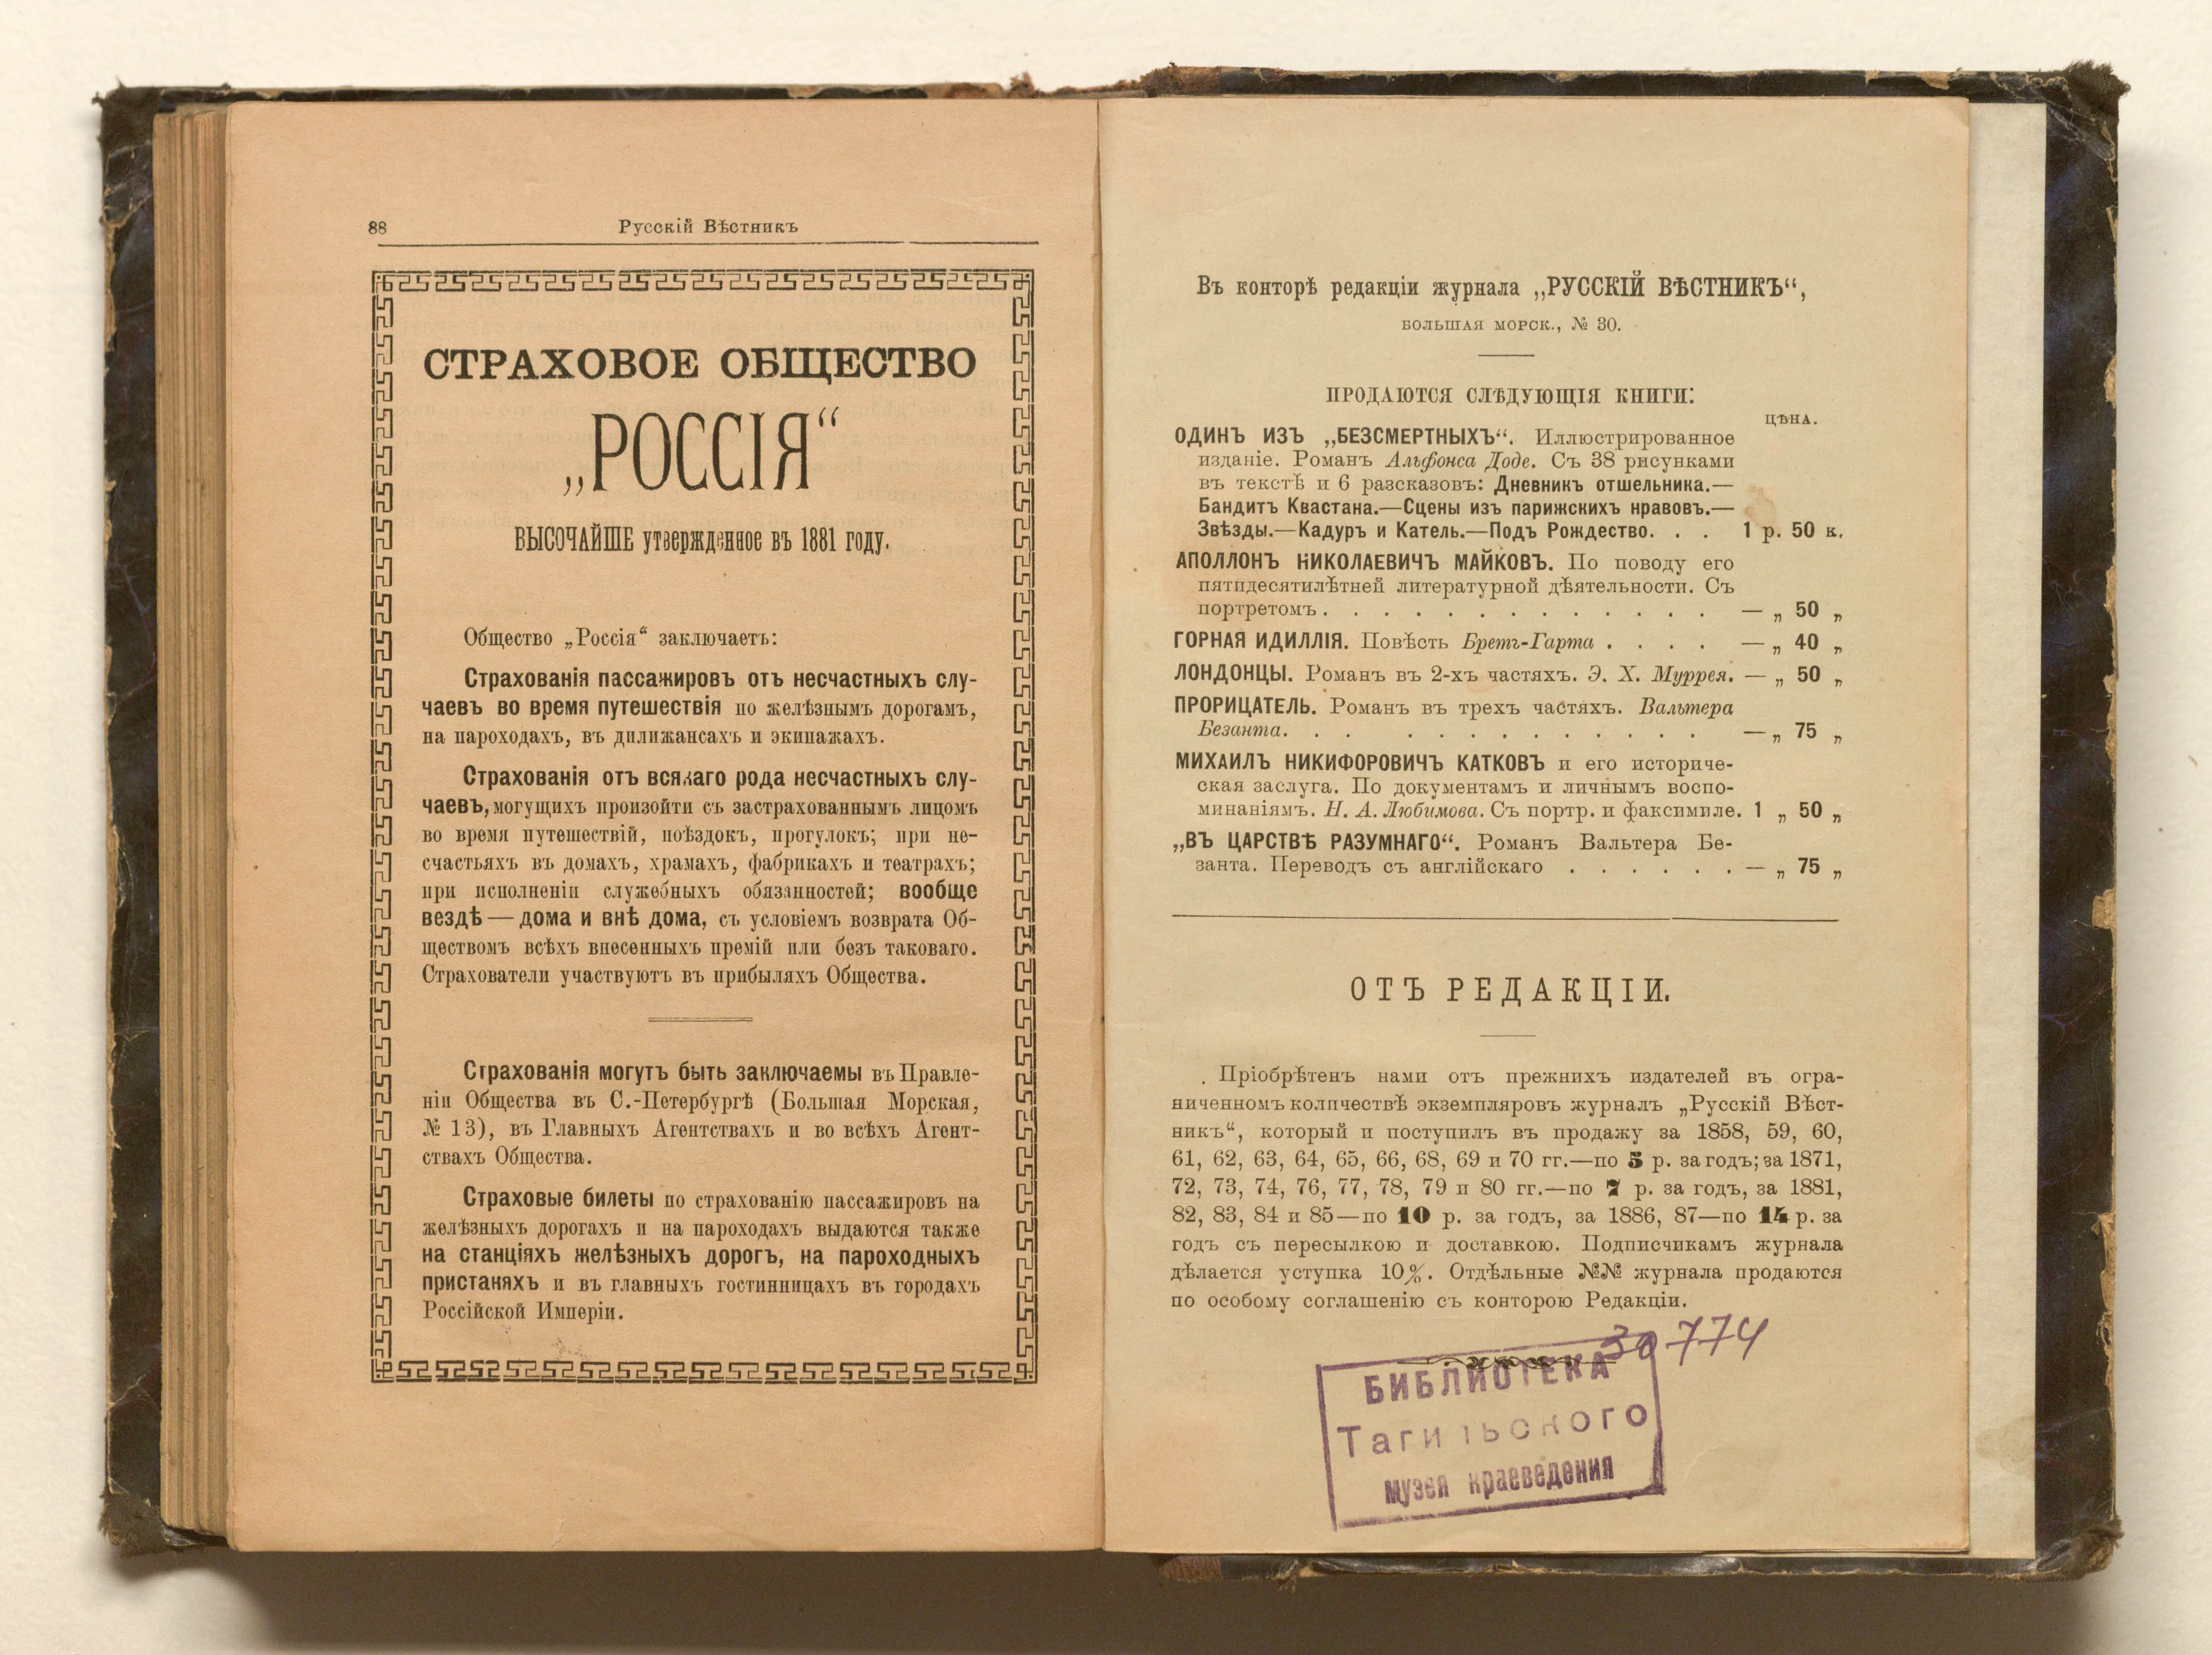 88
Русскій Вѣстникъ
СТРАХОВОЕ ОБЩЕСТВО
„РОССІЯ“
ВЫСОЧАЙШЕ утвержденное въ 1881 году.
Общество „Россія“ заключаетъ:
Страхованія пассажировъ отъ несчастныхъ слу-
чаевъ во время путешествія по желѣзнымъ дорогамъ,
на пароходахъ, въ дилижансахъ и экипажахъ.
Страхованія отъ всякаго рода несчастныхъ слу-
чаевъ, могущихъ произойти съ застрахованнымъ лицомъ
во время путешествій, поѣздокъ, прогулокъ; при не-
счастьяхъ въ домахъ, храмахъ, фабрикахъ и театрахъ;
при исполненіи служебныхъ обязанностей; вообще
вездѣ — дома и внѣ дома, съ условіемъ возврата Об-
ществомъ всѣхъ внесенныхъ премій или безъ таковаго.
Страхователи участвуютъ въ прибыляхъ Общества.
Страхованія могутъ быть заключаемы въ Правле-
ніи Общества въ С.-Петербургѣ (Большая Морская,
№ 13), въ Главныхъ Агентствахъ и во всѣхъ Агент-
ствахъ Общества.
Страховые билеты по страхованію пассажировъ на
желѣзныхъ дорогахъ и на пароходахъ выдаются также
на станціяхъ желѣзныхъ дорогъ, на пароходныхъ
пристаняхъ и въ главныхъ гостинницахъ въ городахъ
Россійской Имперіи.
Въ конторѣ редакціи журнала „РУССКІЙ ВѢСТНИКЪ“,
БОЛЬШАЯ МОРСК., № 30.
ПРОДАЮТСЯ СЛѢДУЮЩІЯ КНИГИ:
ЦѢНА.
ОДИНЪ ИЗЪ „БЕЗСМЕРТНЫХЪ“. Иллюстрированное
изданіе. Романъ Альфонса Доде. Съ 38 рисунками
въ текстѣ и 6 разсказовъ: Дневникъ отшельника.—
Бандитъ Квастана.—Сцены изъ парижскихъ нравовъ.—
Звѣзды.—Кадуръ и Катель.—Подъ Рождество. . . 1 р. 50 к.
АПОЛЛОНЪ НИКОЛАЕВИЧЪ МАЙКОВЪ. По поводу его
пятидесятилѣтней литературной дѣятельности. Съ
портретомъ . . . . . . . . . . . . . — „ 50 „
ГОРНАЯ ИДИЛЛІЯ. Повѣсть Бретъ-Гарта . . . . — „ 40 „
ЛОНДОНЦЫ. Романъ въ 2-хъ частяхъ. Э. Х. Муррея. — „ 50 „
ПРОРИЦАТЕЛЬ. Романъ въ трехъ частяхъ. Вальтера
Безанта. . . . . . . . . . . . . — „ 75 „
МИХАИЛЪ НИКИФОРОВИЧЪ КАТКОВЪ и его историче-
ская заслуга. По документамъ и личнымъ воспо-
минаніямъ. Н. А. Любимова. Съ портр. и факсимиле. 1 „ 50 „
„ВЪ ЦАРСТВѢ РАЗУМНАГО“. Романъ Вальтера Бе-
занта. Переводъ съ англійскаго . . . . . . — „ 75 „
ОТЪ РЕДАКЦІИ.
Пріобрѣтенъ нами отъ прежнихъ издателей въ огра-
ниченномъ количествѣ экземпляровъ журналъ „Русскій Вѣст-
никъ“, который и поступилъ въ продажу за 1858, 59, 60,
61, 62, 63, 64, 65, 66, 68, 69 и 70 гг.—по 5 р. за годъ; за 1871,
72, 73, 74, 76, 77, 78, 79 и 80 гг.—по 7 р. за годъ, за 1881,
82, 83, 84 и 85—по 10 р. за годъ, за 1886, 87—по 14 р. за
годъ съ пересылкою и доставкою. Подписчикамъ журнала
дѣлается уступка 10%. Отдѣльные №№ журнала продаются
по особому соглашенію съ конторою Редакціи.
30774
БИБЛИОТЕКА
Тагильского
музея краеведения